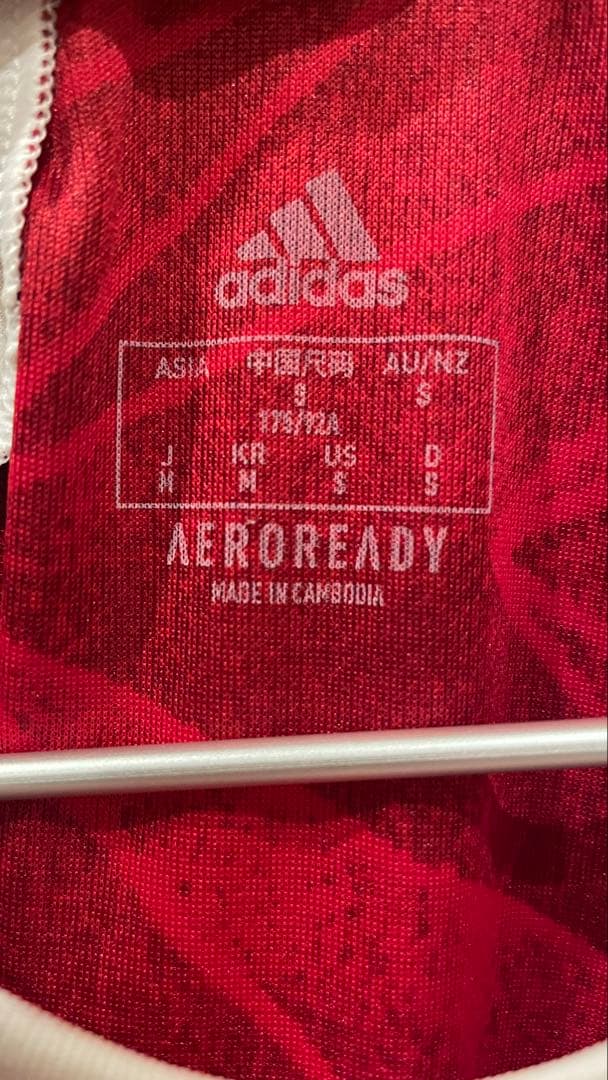 adidas
ASIA 中国尺码 AU/NZ
S S
175/92A
J KR US D
M M S S
AEROREADY
MADE IN CAMBODIA